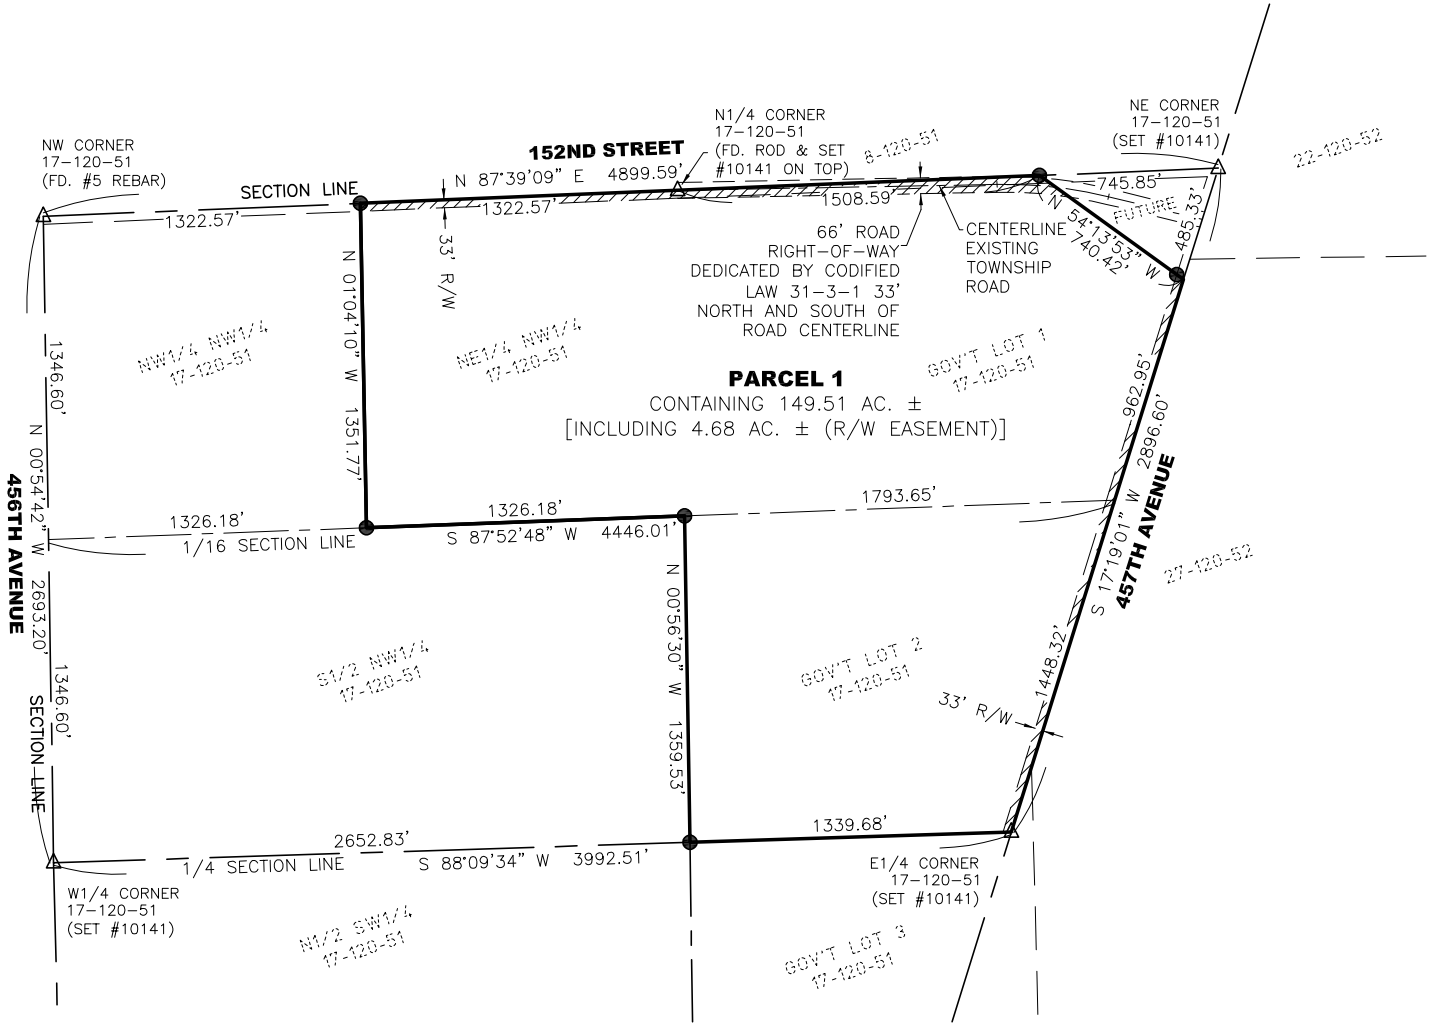 NW CORNER
17-120-51
(FD. #5 REBAR)
SECTION LINE
1322.57'
152ND STREET
N 87°39'09" E 4899.59'
1322.57'
N1/4 CORNER
17-120-51
(FD. ROD & SET
#10141 ON TOP)
8-120-51
1508.59'
NE CORNER
17-120-51
(SET #10141)
22-120-52
745.85'
FUTURE
485.33'
N 54°13'53" W
740.42'
33' R/W
66' ROAD
RIGHT-OF-WAY
DEDICATED BY CODIFIED
LAW 31-3-1 33'
NORTH AND SOUTH OF
ROAD CENTERLINE
CENTERLINE
EXISTING
TOWNSHIP
ROAD
N 01°04'10" W 1351.77'
1346.60'
NW1/4 NW1/4
17-120-51
NE1/4 NW1/4
17-120-51
GOV'T LOT 1
17-120-51
PARCEL 1
CONTAINING 149.51 AC. ±
[INCLUDING 4.68 AC. ± (R/W EASEMENT)]
962.95'
S 17°19'01" W 2896.60'
457TH AVENUE
456TH AVENUE
N 00°54'42" W 2693.20'
1326.18'
1/16 SECTION LINE
1326.18'
S 87°52'48" W 4446.01'
1793.65'
27-120-52
N 00°56'30" W 1359.53'
S1/2 NW1/4
17-120-51
GOV'T LOT 2
17-120-51
1346.60'
SECTION LINE
33' R/W
1448.32'
2652.83'
1/4 SECTION LINE
S 88°09'34" W 3992.51'
1339.68'
W1/4 CORNER
17-120-51
(SET #10141)
E1/4 CORNER
17-120-51
(SET #10141)
N1/2 SW1/4
17-120-51
GOV'T LOT 3
17-120-51